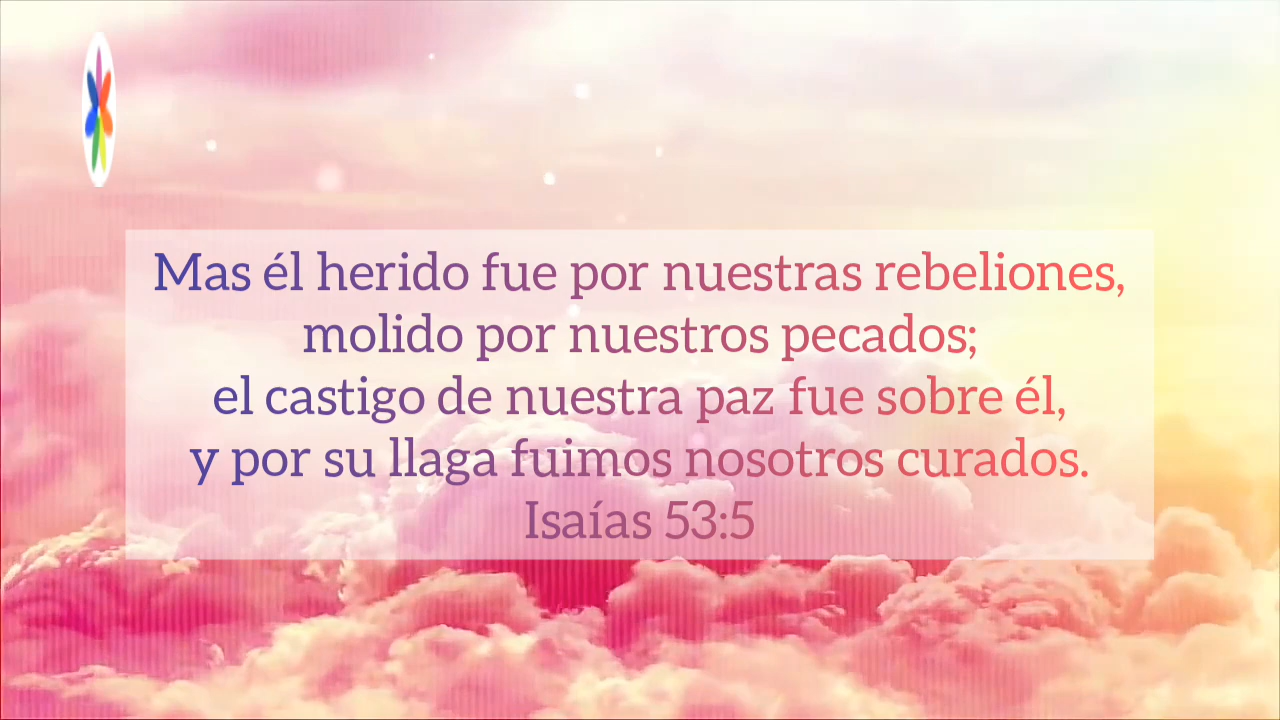 Mas él herido fue por nuestras rebeliones,
molido por nuestros pecados;
el castigo de nuestra paz fue sobre él,
y por su llaga fuimos nosotros curados.
Isaías 53:5